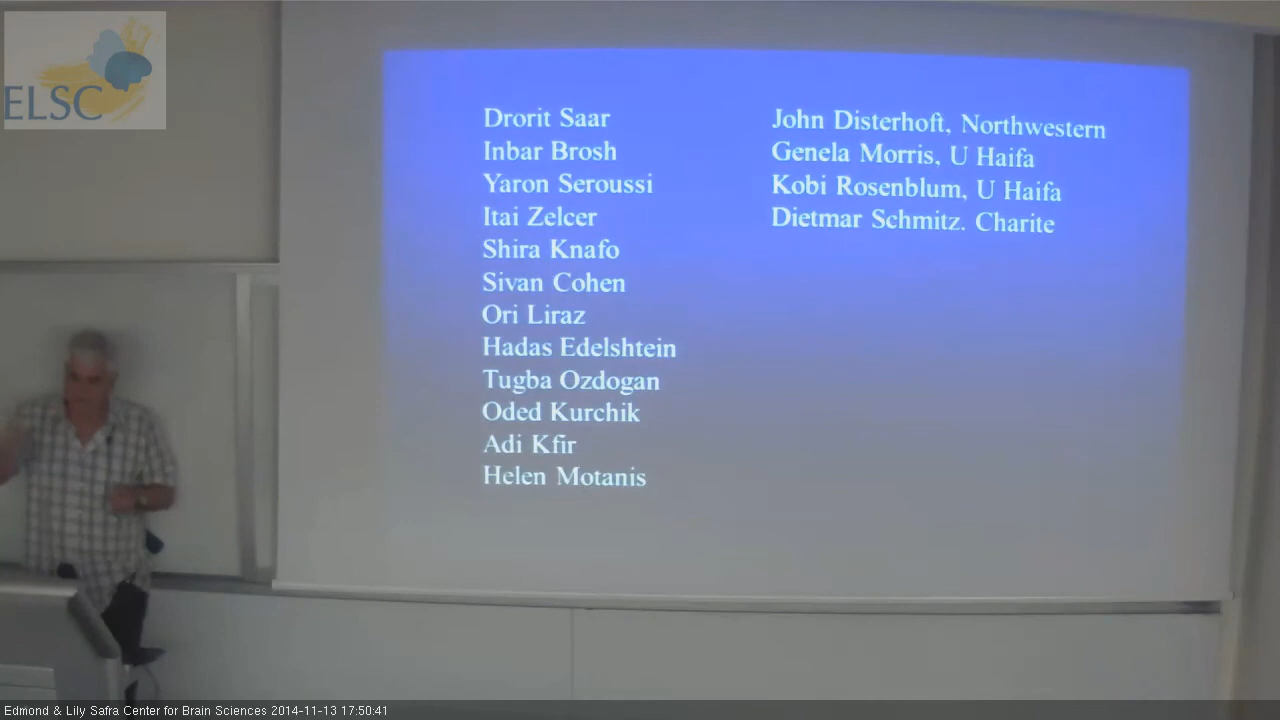 ELSC
Drorit Saar
Inbar Brosh
Yaron Seroussi
Itai Zelcer
Shira Knafo
Sivan Cohen
Ori Liraz
Hadas Edelshtein
Tugba Ozdogan
Oded Kurchik
Adi Kfir
Helen Motanis
John Disterhoft, Northwestern
Genela Morris, U Haifa
Kobi Rosenblum, U Haifa
Dietmar Schmitz. Charite
Edmond & Lily Safra Center for Brain Sciences 2014-11-13 17:50:41